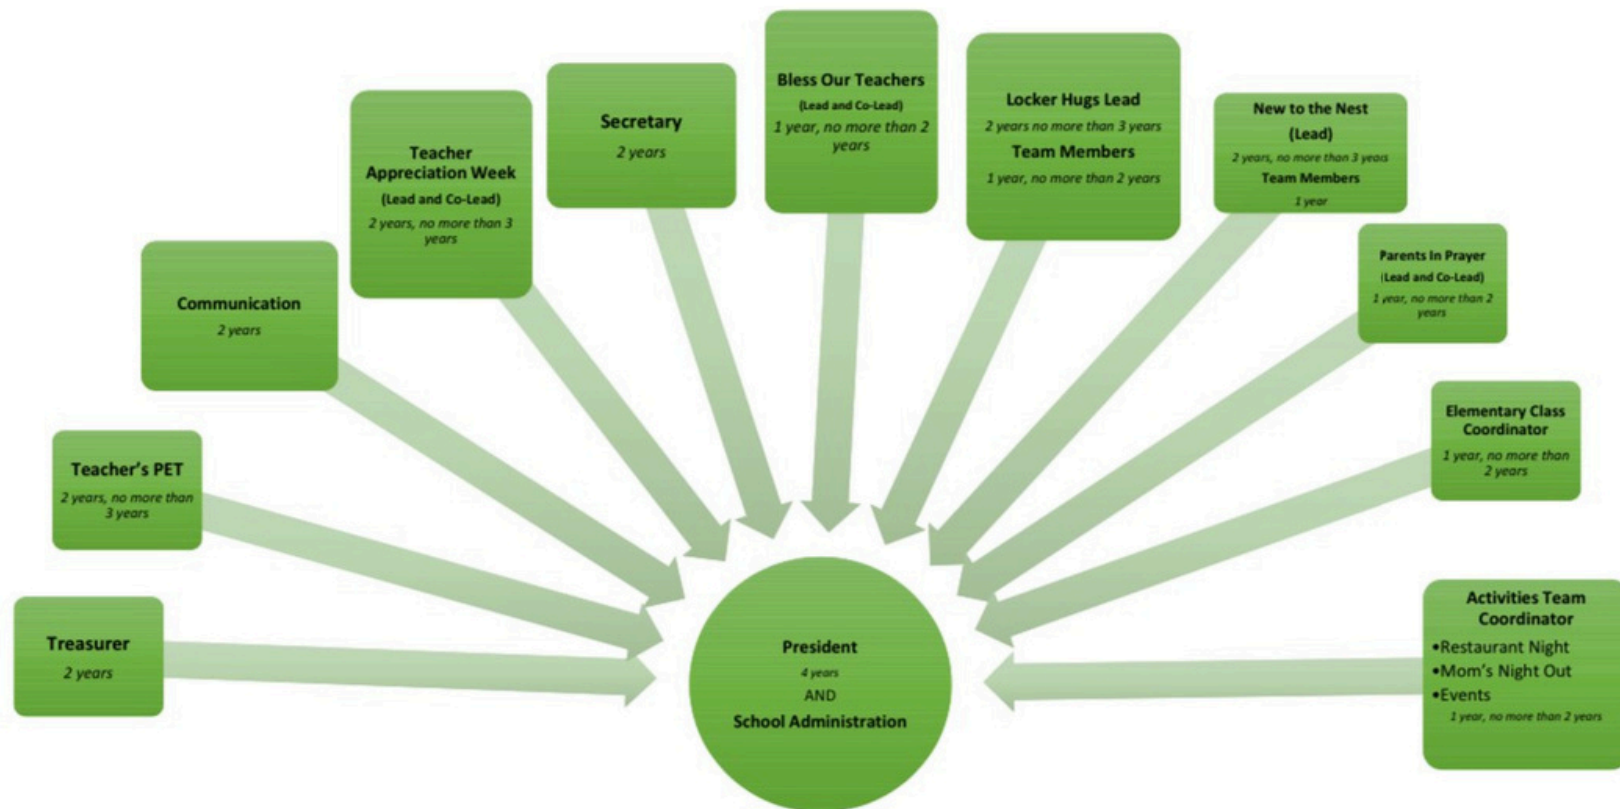 Bless Our Teachers
(Lead and Co-Lead)
1 year, no more than 2
years
Locker Hugs Lead
2 years no more than 3 years
Team Members
1 year, no more than 2 years
Secretary
2 years
New to the Nest
(Lead)
2 years, no more than 3 years
Team Members
1 year
Teacher
Appreciation Week
(Lead and Co-Lead)
2 years, no more than 3
years
Parents In Prayer
(Lead and Co-Lead)
1 year, no more than 2
years
Communication
2 years
Elementary Class
Coordinator
1 year, no more than
2 years
Teacher's PET
2 years, no more than
3 years
Activities Team
Coordinator
•Restaurant Night
•Mom's Night Out
•Events
1 year, no more than 2 years
Treasurer
2 years
President
4 years
AND
School Administration